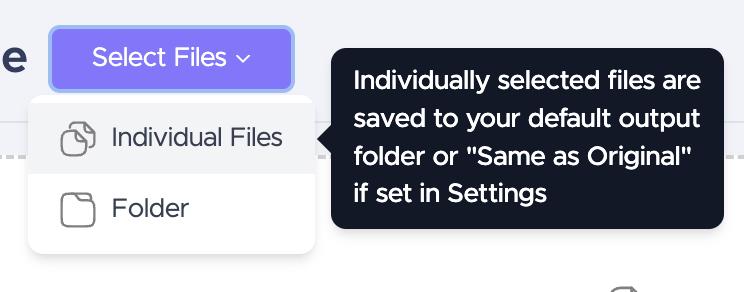 e
Select Files
Individual Files
Folder
Individually selected files are
saved to your default output
folder or "Same as Original"
if set in Settings